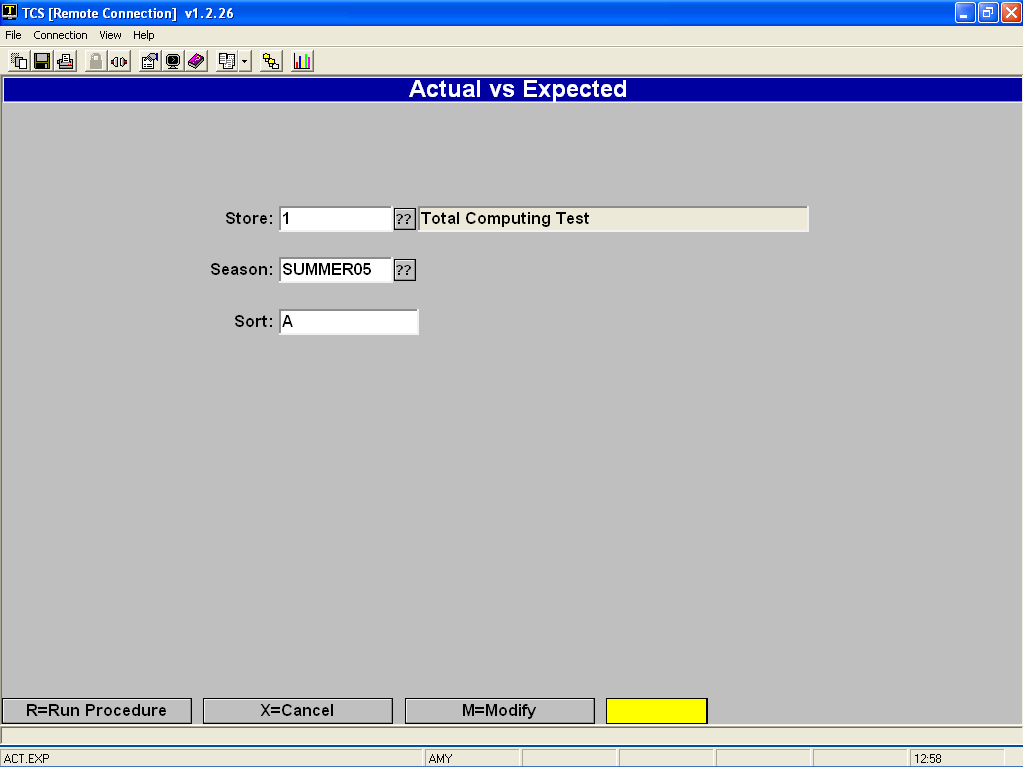 TCS [Remote Connection] v1.2.26
File Connection View Help
Actual vs Expected
Store: 1 ?? Total Computing Test
Season: SUMMER05 ??
Sort: A
R=Run Procedure X=Cancel M=Modify
ACT.EXP AMY 12:58